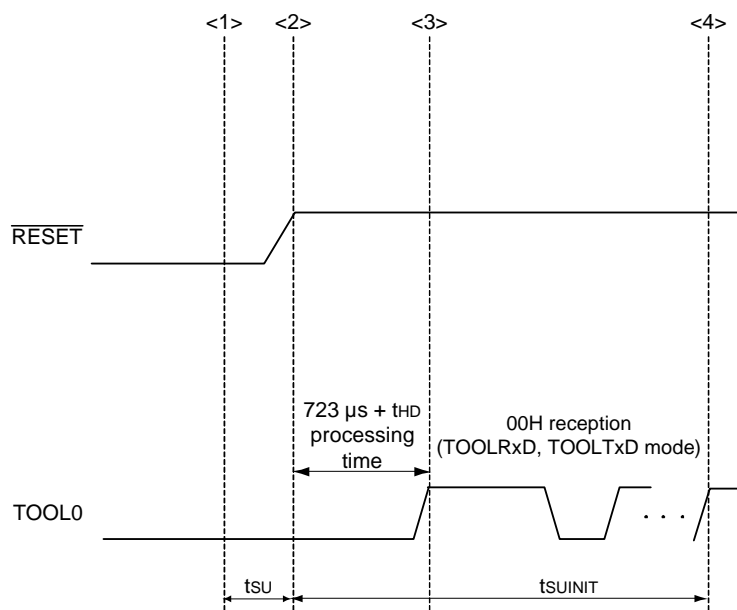 <1> <2> <3> <4>
RESET
723 µs + tHD
processing
time
00H reception
(TOOLRxD, TOOLTxD mode)
TOOL0
. . .
tSU
tSUINIT